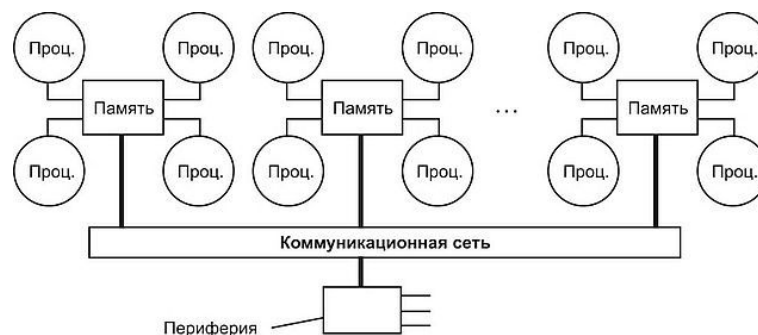 Проц. Проц. Проц. Проц. Проц. Проц.
Память Память ... Память
Проц. Проц. Проц. Проц. Проц. Проц.
Коммуникационная сеть
Периферия